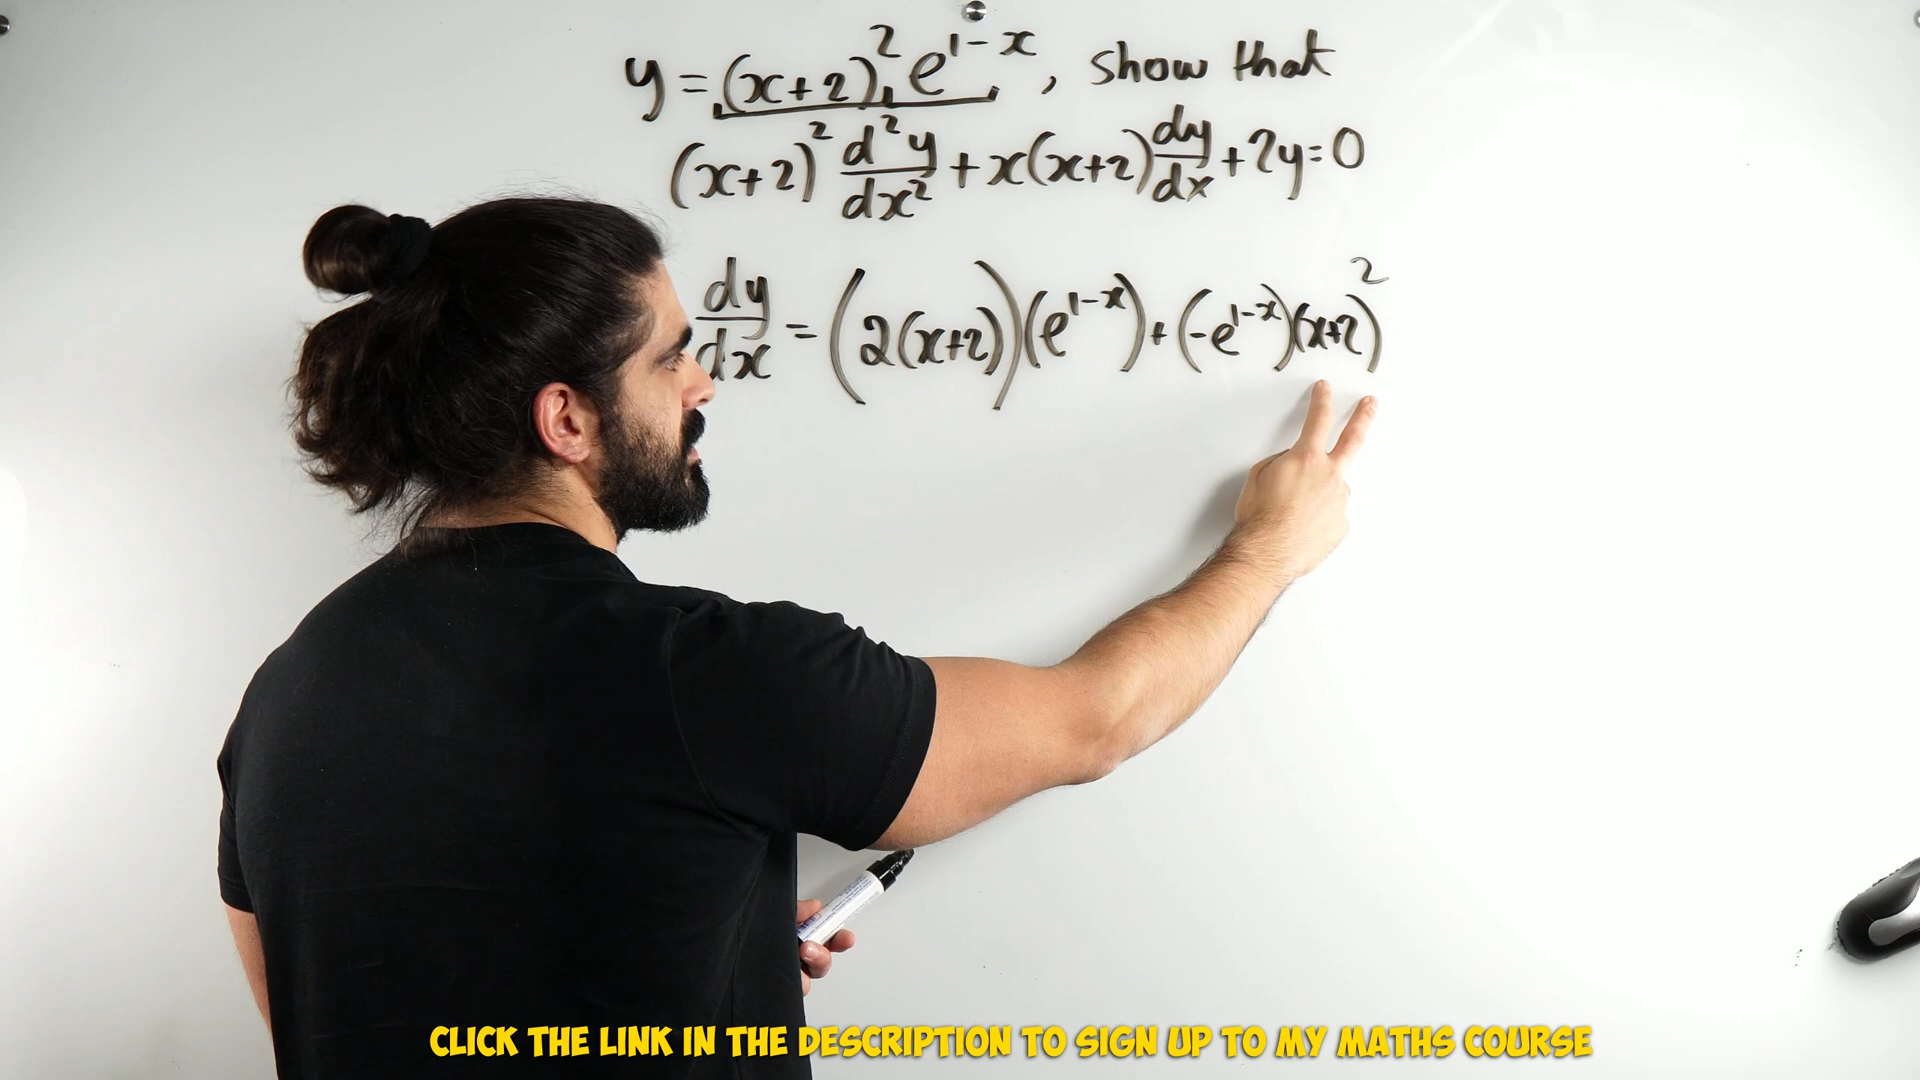 y = (x+2)² e^{1-x}, show that
(x+2)² d²y/dx² + x(x+2) dy/dx + 2y = 0
dy/dx = (2(x+2))(e^{1-x}) + (-e^{1-x})(x+2)²
CLICK THE LINK IN THE DESCRIPTION TO SIGN UP TO MY MATHS COURSE